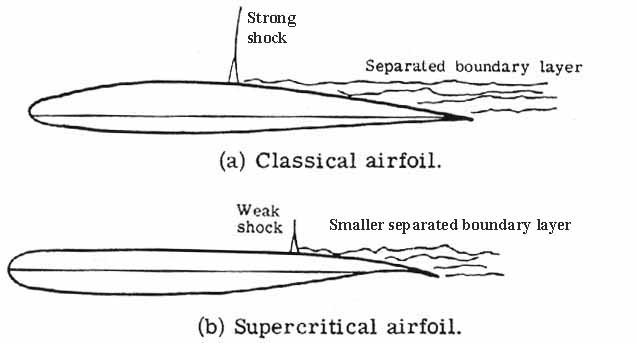 Strong
shock
Separated boundary layer
(a) Classical airfoil.
Weak
shock
Smaller separated boundary layer
(b) Supercritical airfoil.